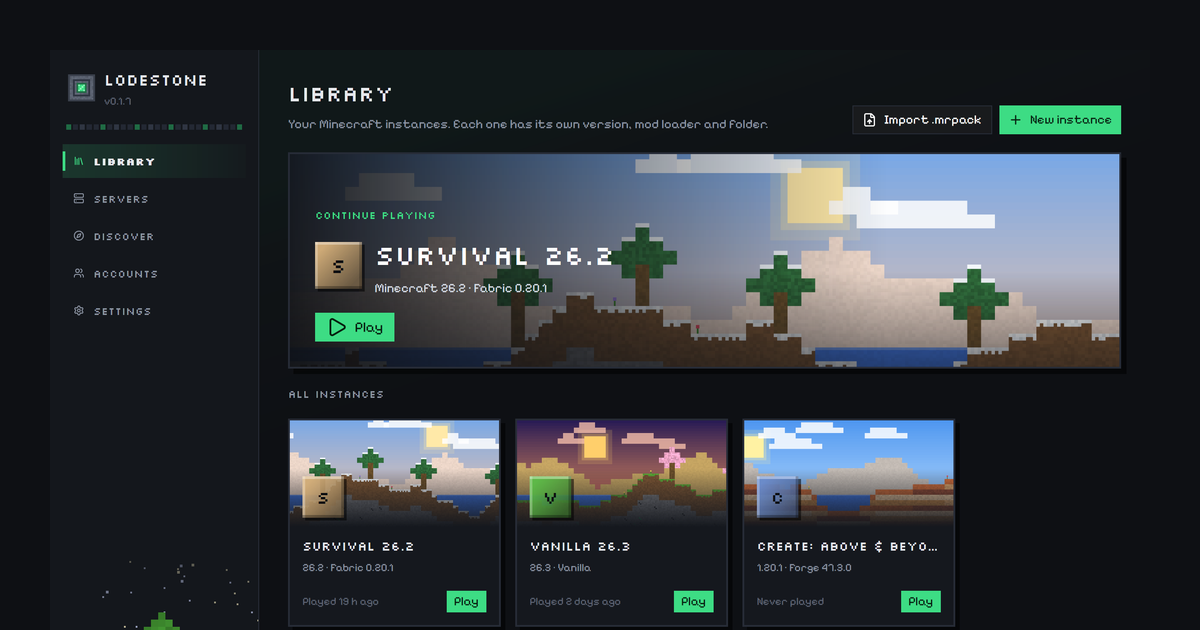 LODESTONE
v0.1.7
LIBRARY
SERVERS
DISCOVER
ACCOUNTS
SETTINGS
LIBRARY
Your Minecraft instances. Each one has its own version, mod loader and folder.
Import .mrpack
+ New instance
CONTINUE PLAYING
S
SURVIVAL 26.2
Minecraft 26.2 · Fabric 0.20.1
Play
ALL INSTANCES
S
SURVIVAL 26.2
26.2 · Fabric 0.20.1
Played 19 h ago
Play
V
VANILLA 26.3
26.3 · Vanilla
Played 2 days ago
Play
C
CREATE: ABOVE & BEYO...
1.20.1 · Forge 47.3.0
Never played
Play